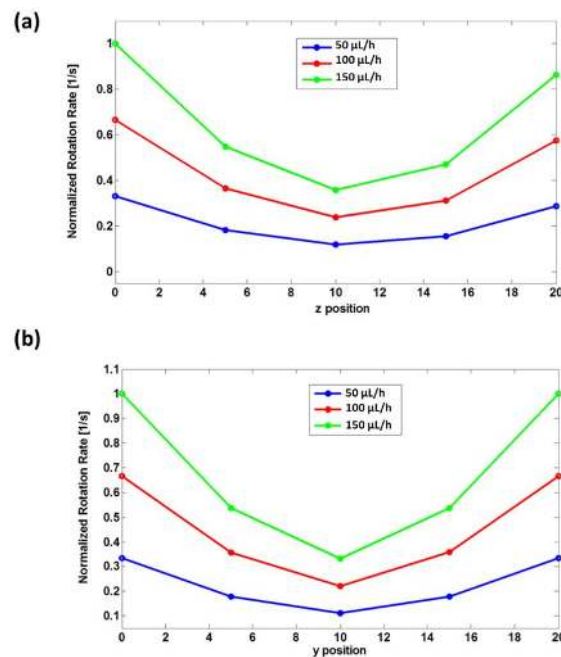 (a)
Normalized Rotation Rate [1/s]
1
0.8
0.6
0.4
0.2
0
50 µL/h
100 µL/h
150 µL/h
0 2 4 6 8 10 12 14 16 18 20
z position
(b)
Normalized Rotation Rate [1/s]
1.1
1
0.9
0.8
0.7
0.6
0.5
0.4
0.3
0.2
0.1
50 µL/h
100 µL/h
150 µL/h
0 2 4 6 8 10 12 14 16 18 20
y position